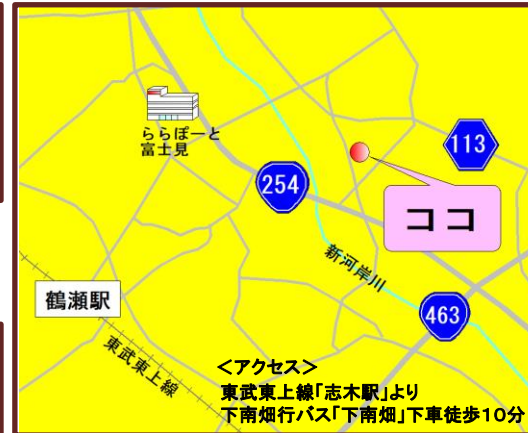 ららぽーと
富士見
113
254
ココ
新河岸川
鶴瀬駅
463
東武東上線
＜アクセス＞
東武東上線「志木駅」より
下南畑行バス「下南畑」下車徒歩10分